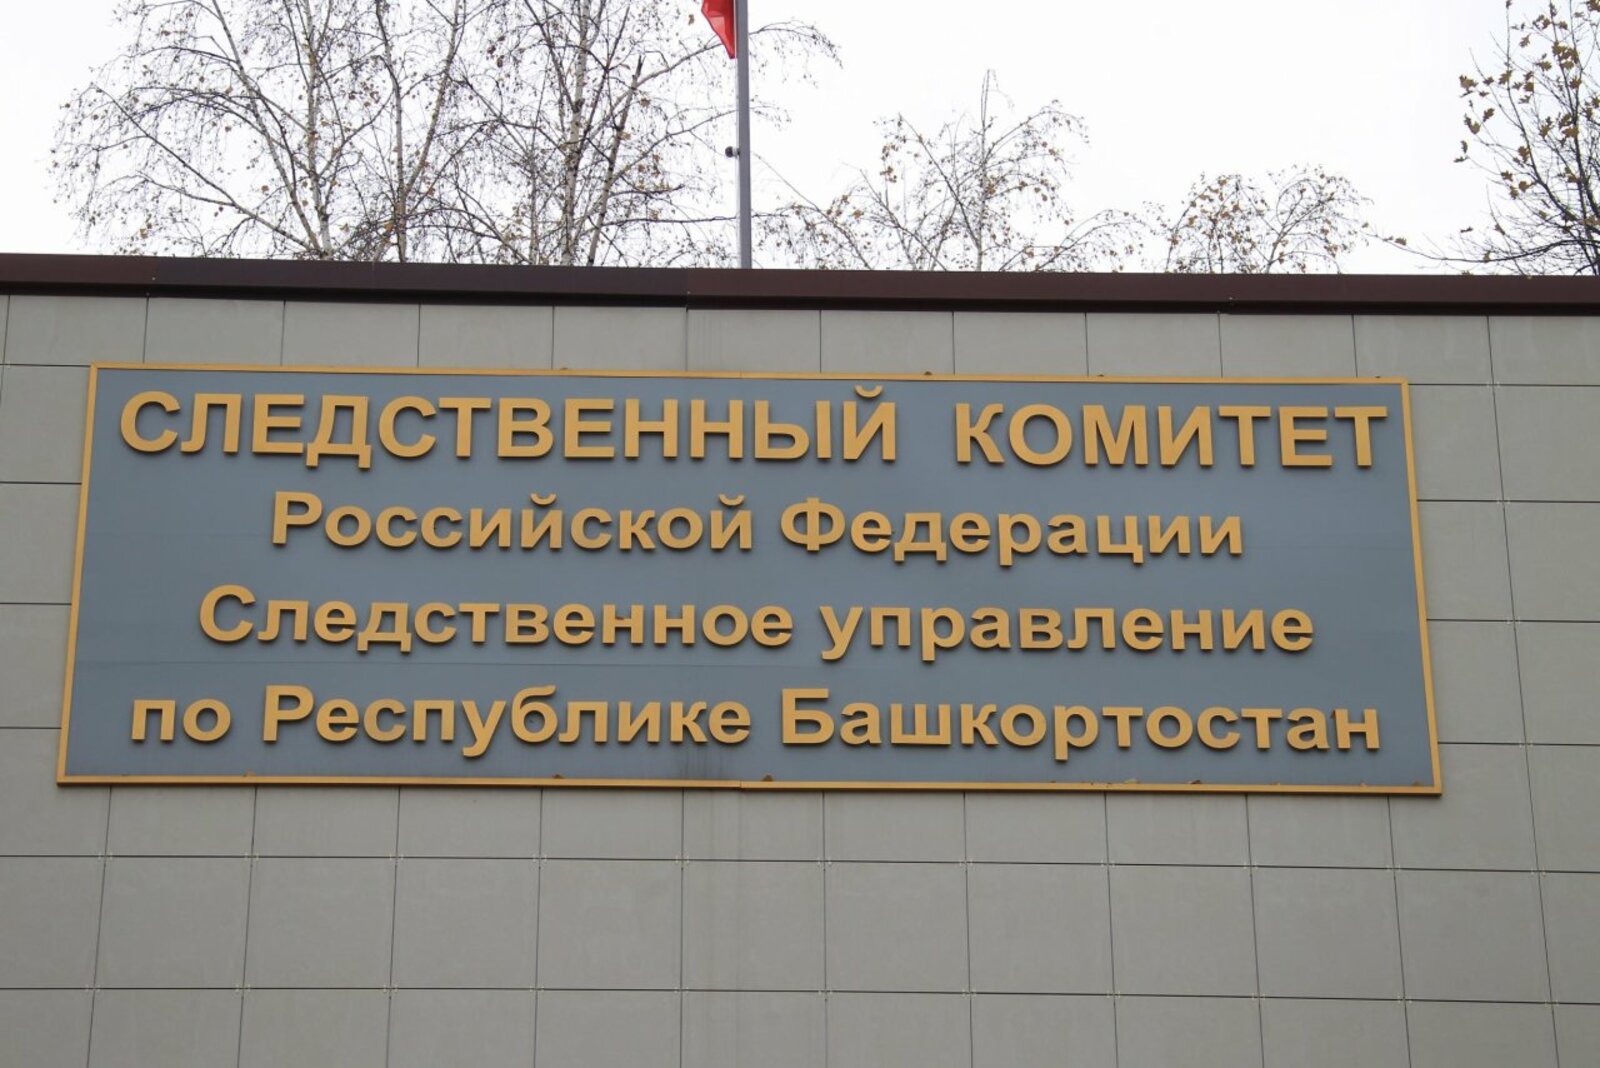 СЛЕДСТВЕННЫЙ КОМИТЕТ
Российской Федерации
Следственное управление
по Республике Башкортостан